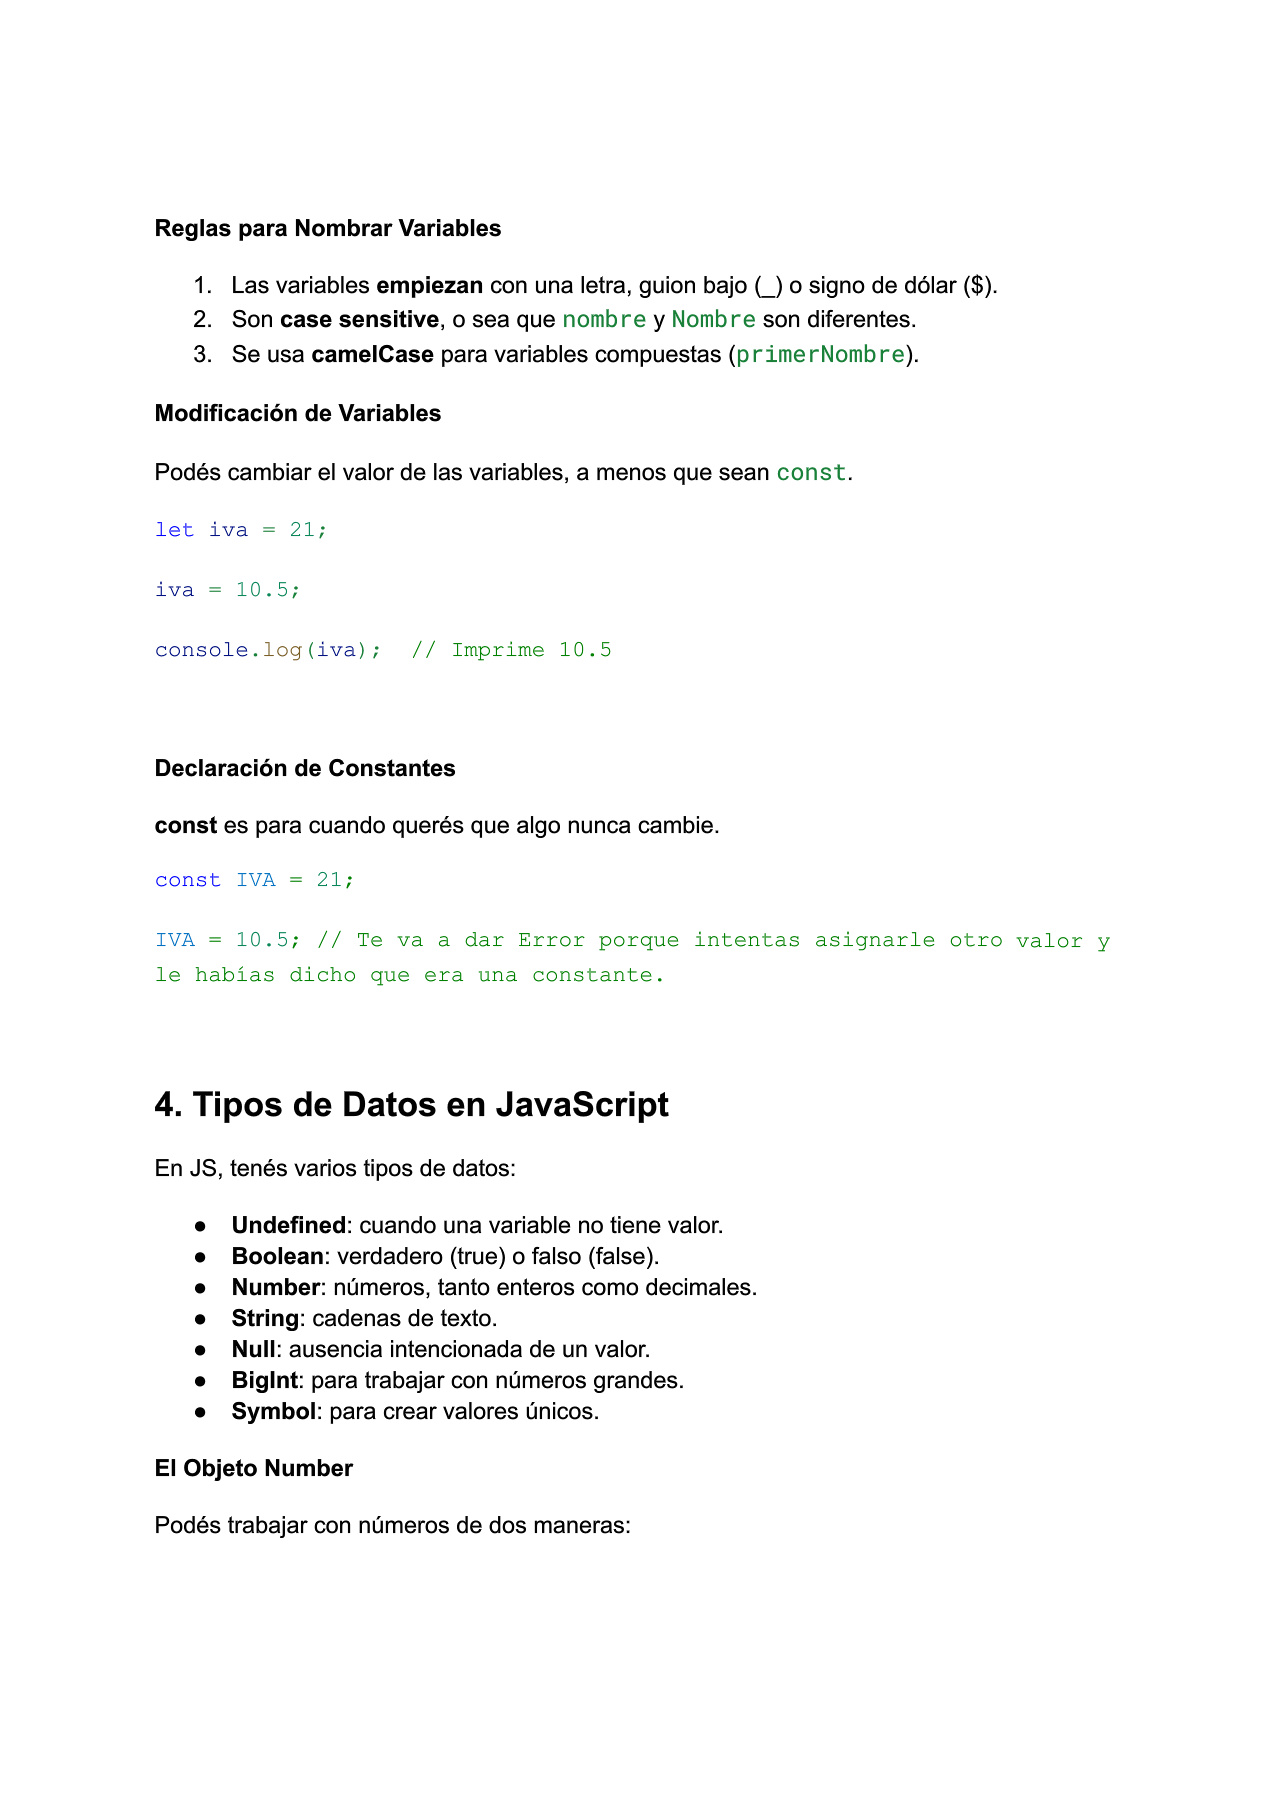 Reglas para Nombrar Variables
1. Las variables empiezan con una letra, guion bajo (_) o signo de dólar ($).
2. Son case sensitive, o sea que nombre y Nombre son diferentes.
3. Se usa camelCase para variables compuestas (primerNombre).
Modificación de Variables
Podés cambiar el valor de las variables, a menos que sean const.
let iva = 21;
iva = 10.5;
console.log(iva);  // Imprime 10.5
Declaración de Constantes
const es para cuando querés que algo nunca cambie.
const IVA = 21;
IVA = 10.5; // Te va a dar Error porque intentas asignarle otro valor y
le habías dicho que era una constante.
4. Tipos de Datos en JavaScript
En JS, tenés varios tipos de datos:
● Undefined: cuando una variable no tiene valor.
● Boolean: verdadero (true) o falso (false).
● Number: números, tanto enteros como decimales.
● String: cadenas de texto.
● Null: ausencia intencionada de un valor.
● BigInt: para trabajar con números grandes.
● Symbol: para crear valores únicos.
El Objeto Number
Podés trabajar con números de dos maneras: